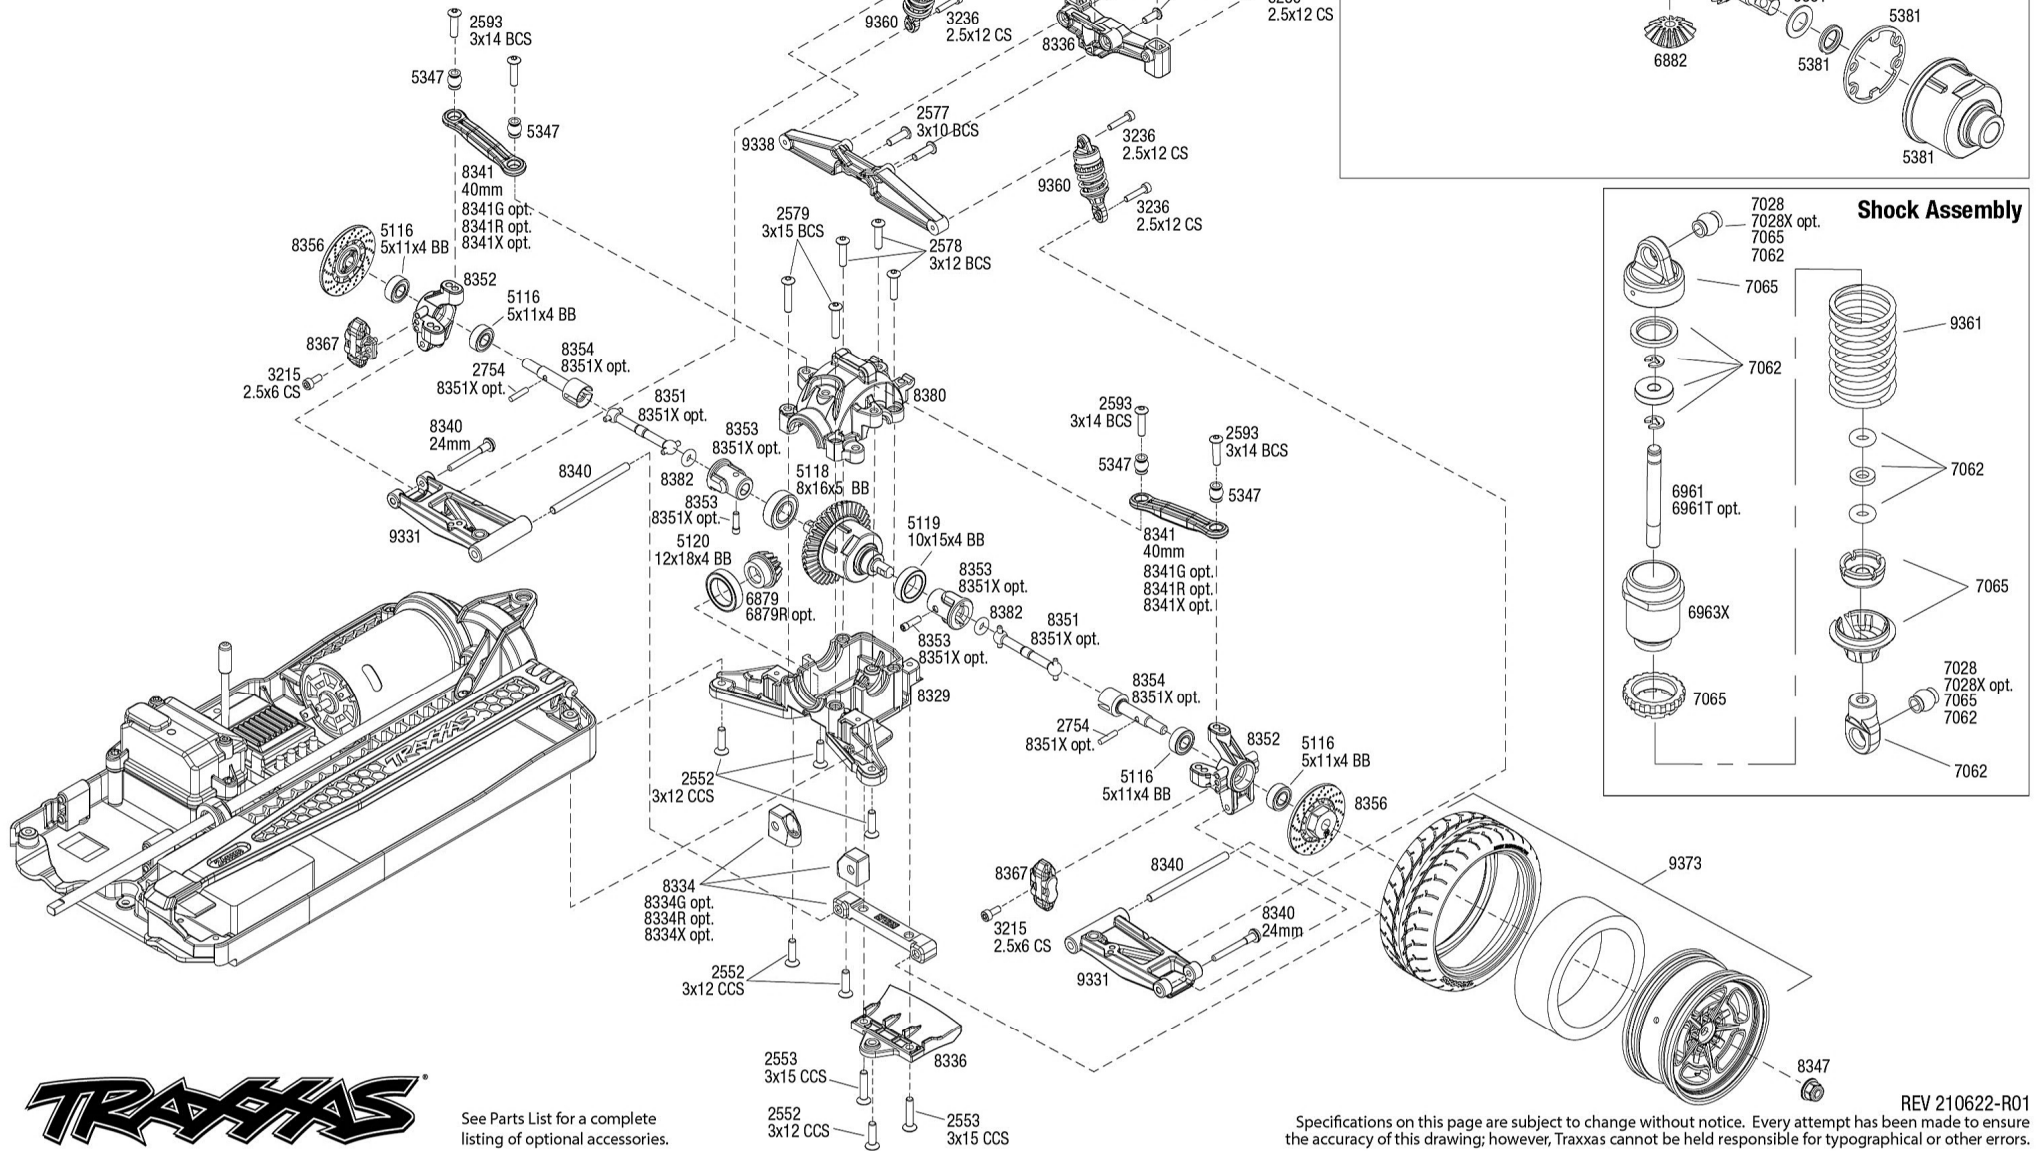 2593
3x14 BCS
5347
5347
8341
40mm
8341G opt.
8341R opt.
8341X opt.
9360
3236
2.5x12 CS
8336
2.5x12 CS
2577
3x10 BCS
9338
3236
2.5x12 CS
9360
3236
2.5x12 CS
6882
5381
5381
5381
8356
5116
5x11x4 BB
8352
5116
5x11x4 BB
8367
3215
2.5x6 CS
8354
8351X opt.
2754
8351X opt.
8351
8351X opt.
8340
24mm
8340
9331
8382
8353
8351X opt.
8353
8351X opt.
5118
8x16x5 BB
2579
3x15 BCS
2578
3x12 BCS
8380
5120
12x18x4 BB
6879
6879R opt.
5119
10x15x4 BB
8353
8351X opt.
8382
8353
8351X opt.
8351
8351X opt.
2593
3x14 BCS
2593
3x14 BCS
5347
5347
8341
40mm
8341G opt.
8341R opt.
8341X opt.
8329
8354
8351X opt.
2754
8351X opt.
5116
5x11x4 BB
8352
5116
5x11x4 BB
8356
2552
3x12 CCS
8334
8334G opt.
8334R opt.
8334X opt.
2552
3x12 CCS
8367
3215
2.5x6 CS
8340
8340
24mm
9331
9373
8347
8336
2553
3x15 CCS
2552
3x12 CCS
2553
3x15 CCS
Shock Assembly
7028
7028X opt.
7065
7062
7065
7062
9361
7062
6961
6961T opt.
6963X
7065
7065
7028
7028X opt.
7065
7062
7062
TRAXXAS
TRAXXAS
See Parts List for a complete
listing of optional accessories.
REV 210622-R01
Specifications on this page are subject to change without notice. Every attempt has been made to ensure
the accuracy of this drawing; however, Traxxas cannot be held responsible for typographical or other errors.